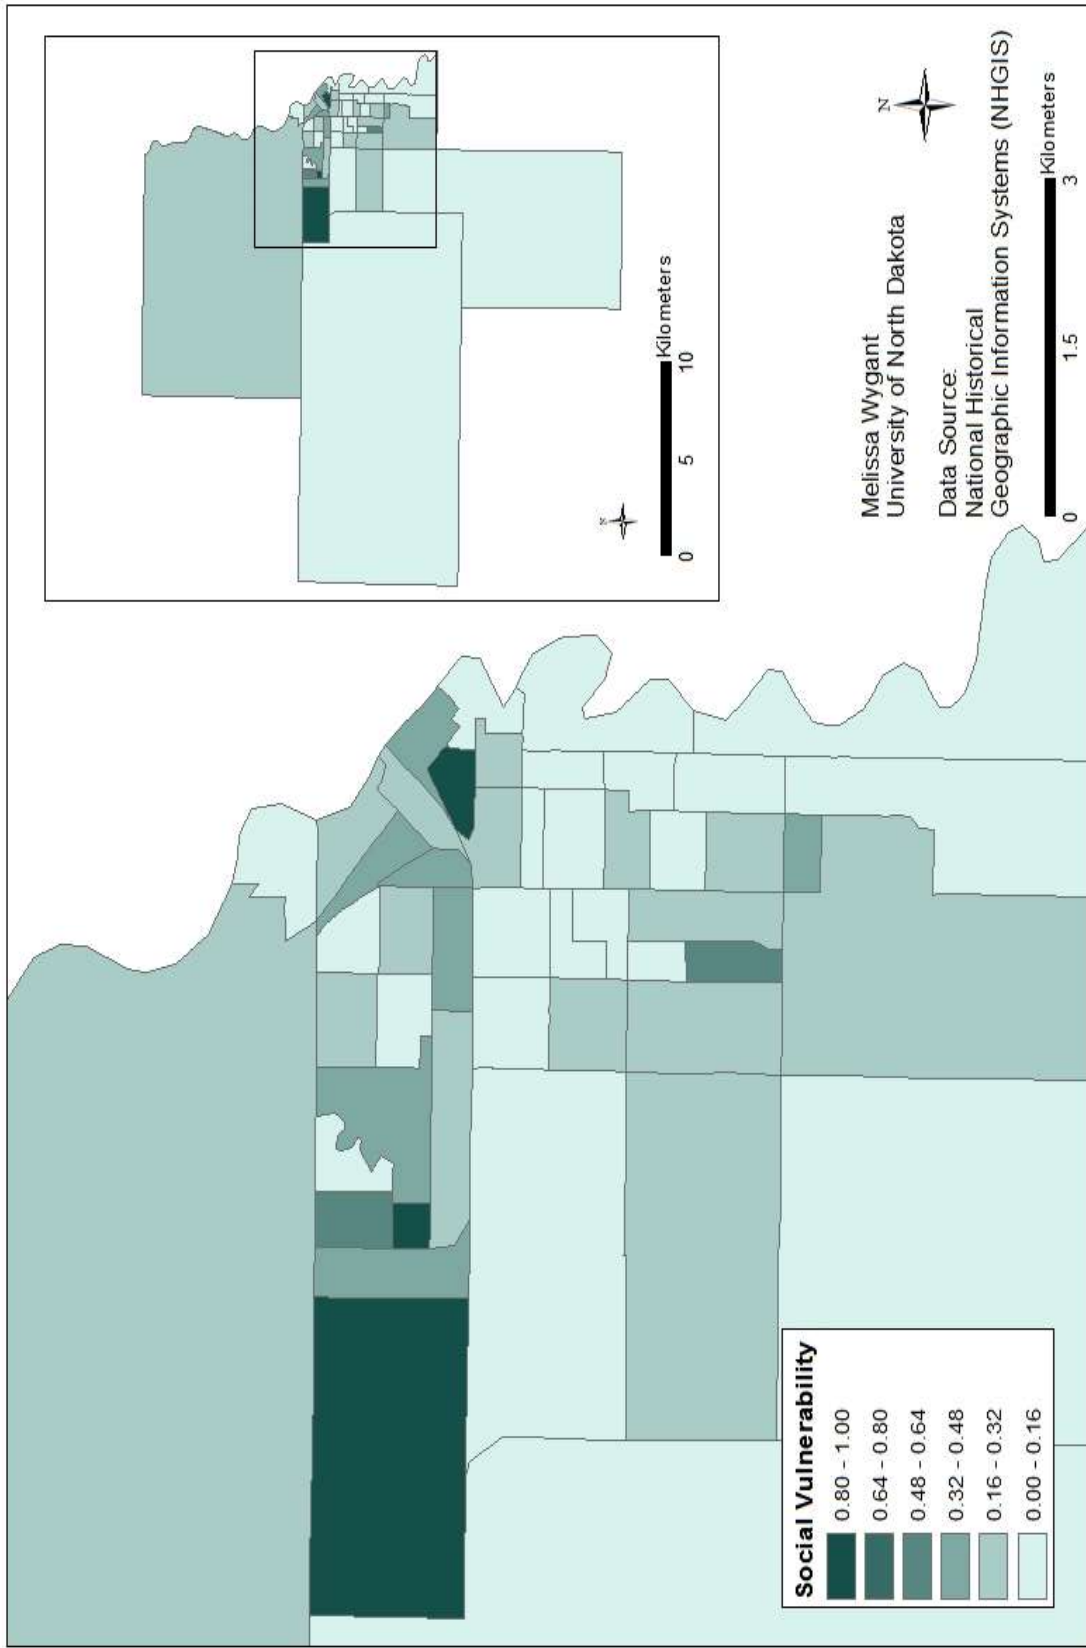 N
0
5
10
Kilometers
N
Melissa Wygant
University of North Dakota
Data Source:
National Historical
Geographic Information Systems (NHGIS)
0
1.5
3
Kilometers
Social Vulnerability
0.80 - 1.00
0.64 - 0.80
0.48 - 0.64
0.32 - 0.48
0.16 - 0.32
0.00 - 0.16